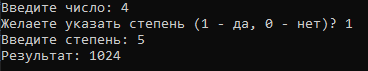 Введите число: 4
Желаете указать степень (1 - да, 0 - нет)? 1
Введите степень: 5
Результат: 1024